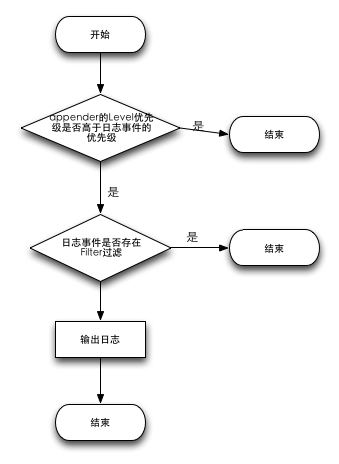 开始
appender的Level优先
级是否高于日志事件的
优先级
是
结束
是
日志事件是否存在
Filter过滤
是
结束
输出日志
结束